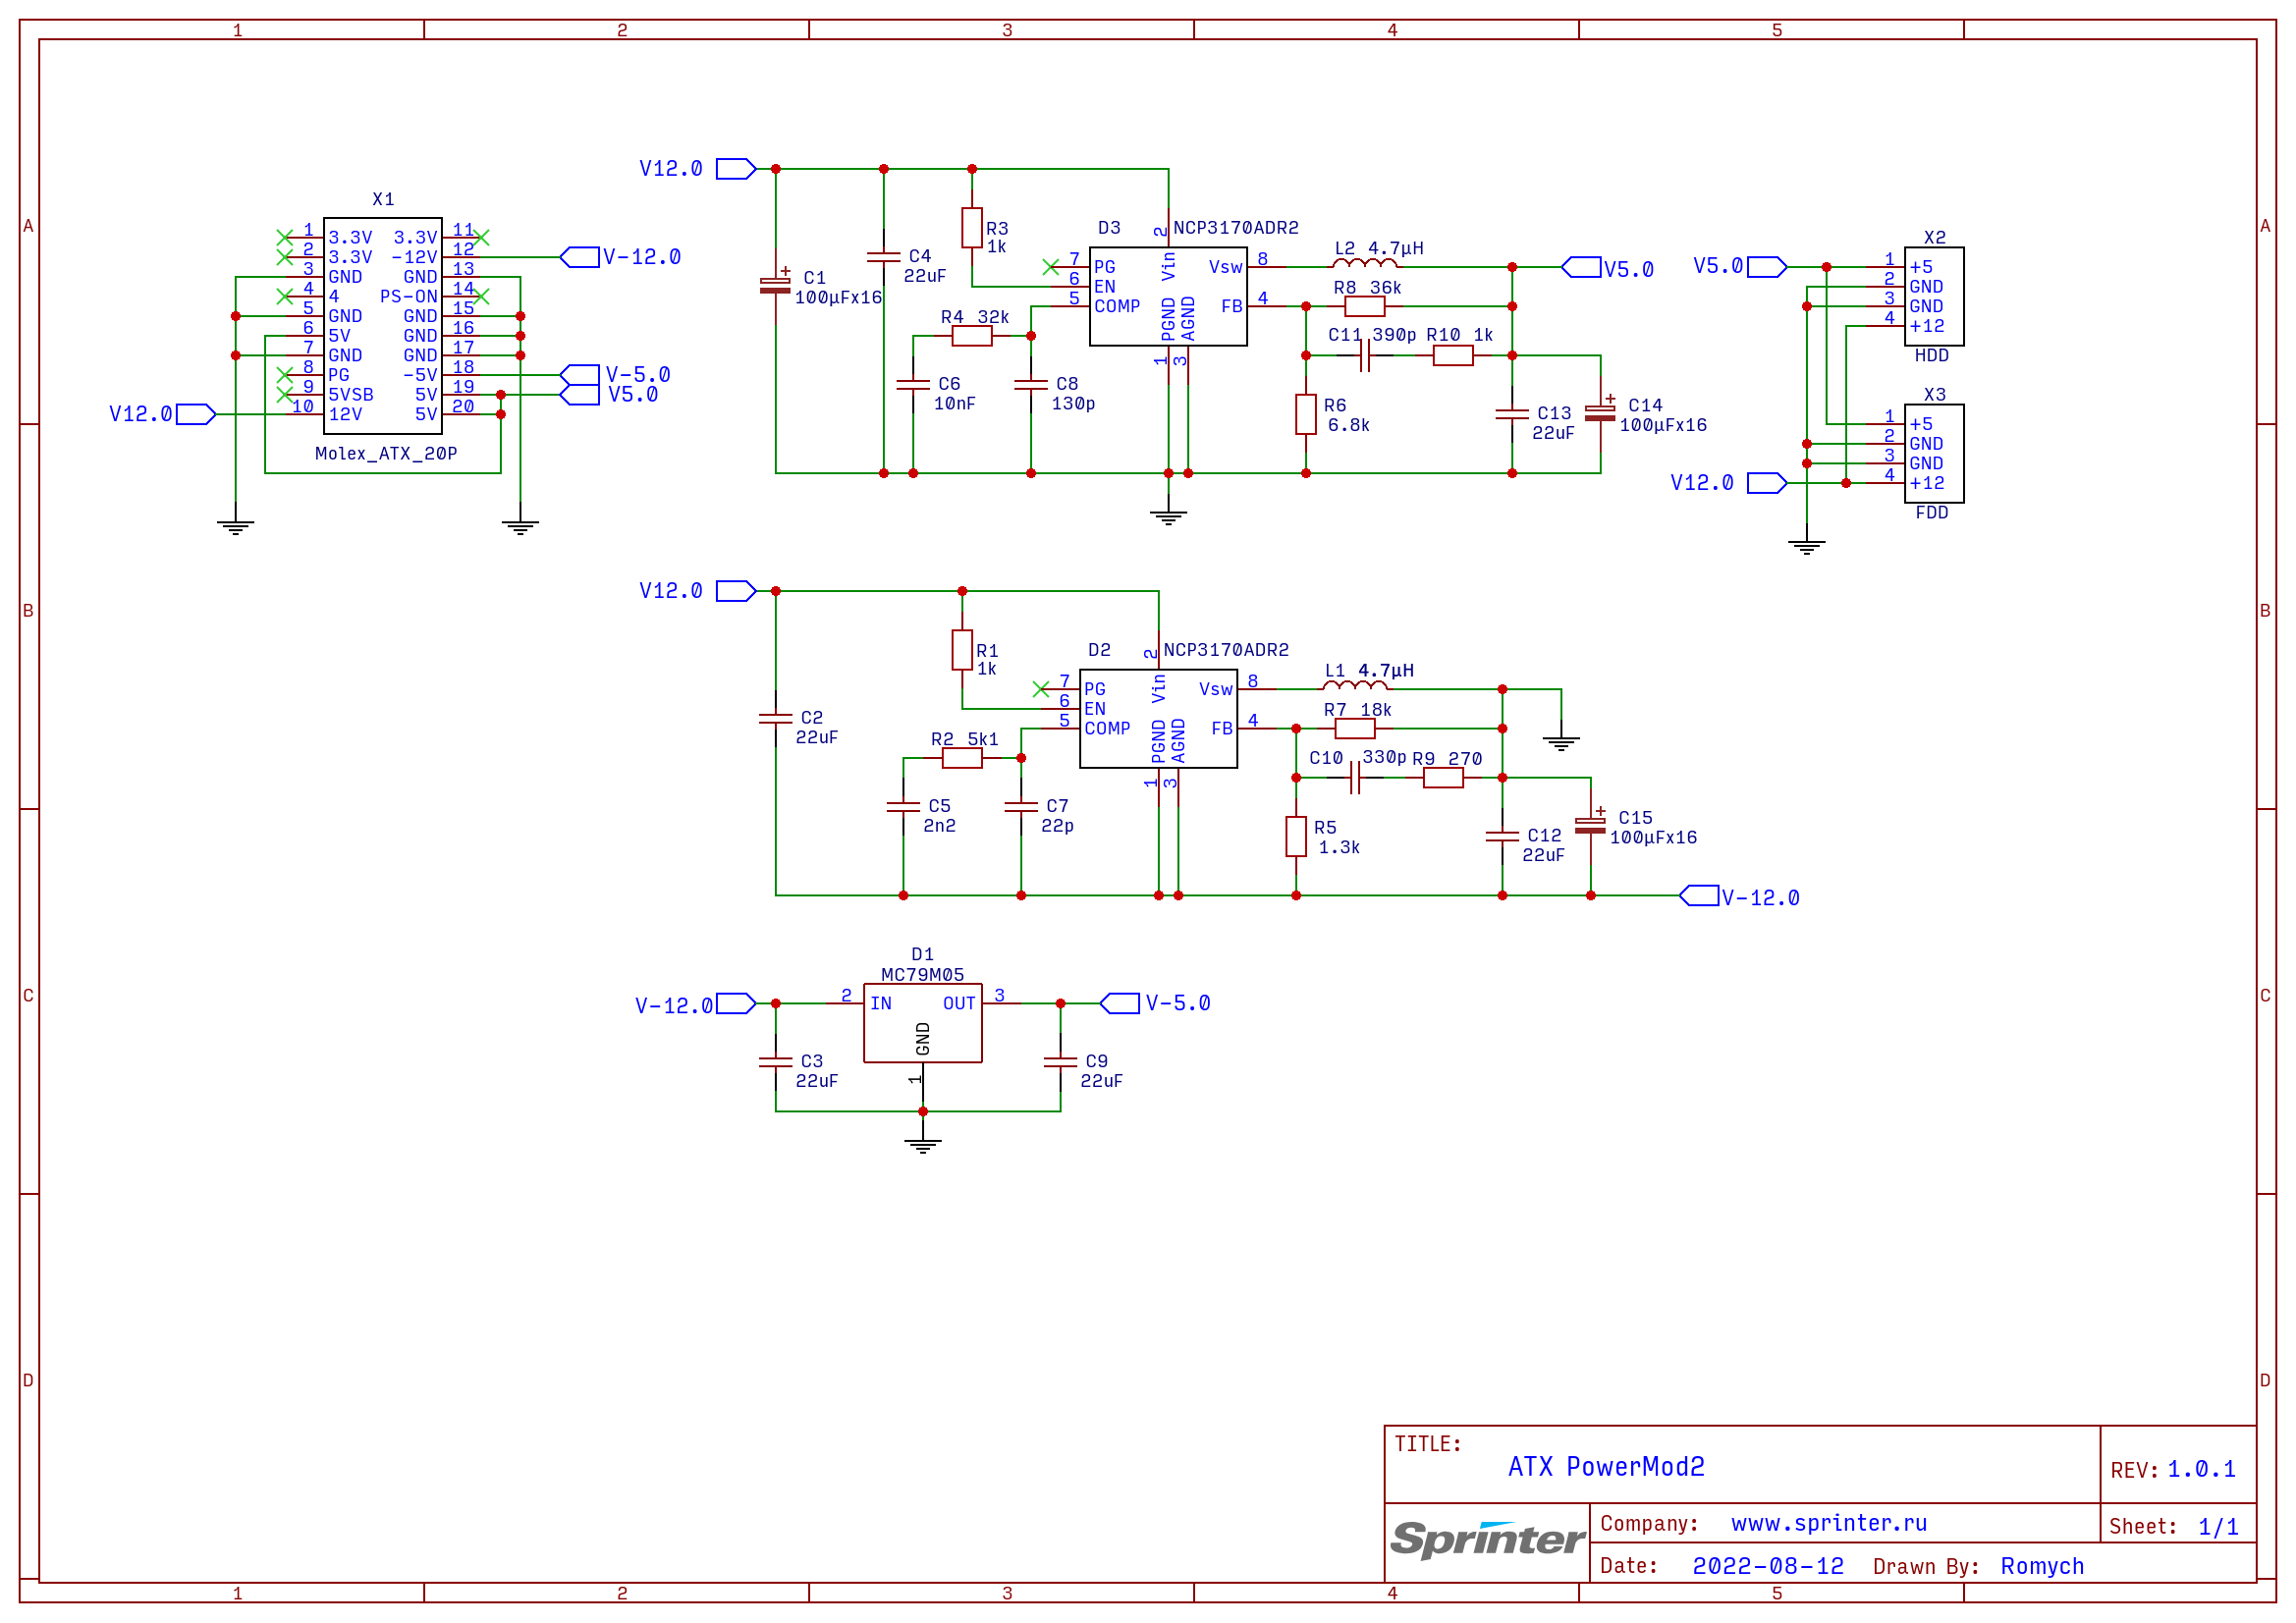 1 2 3 4 5
A
B
C
D
A
B
C
D
X1
1 3.3V 3.3V 11
2 3.3V -12V 12
3 GND GND 13
4 4 PS-ON 14
5 GND GND 15
6 5V GND 16
7 GND GND 17
8 PG -5V 18
9 5VSB 5V 19
10 12V 5V 20
Molex_ATX_20P
V12.0
V-12.0
V-5.0
V5.0
V12.0
C1
100µFx16
C4
22uF
R3
1k
R4 32k
C6
10nF
C8
130p
D3 NCP3170ADR2
2 Vin
7 PG
6 EN
5 COMP
Vsw 8
FB 4
PGND 1
AGND 3
L2 4.7µH
R8 36k
C11 390p R10 1k
R6
6.8k
C13
22uF
C14
100µFx16
V5.0
V5.0
X2
1 +5
2 GND
3 GND
4 +12
HDD
X3
1 +5
2 GND
3 GND
4 +12
FDD
V12.0
V12.0
C2
22uF
R1
1k
R2 5k1
C5
2n2
C7
22p
D2 NCP3170ADR2
2 Vin
7 PG
6 EN
5 COMP
Vsw 8
FB 4
PGND 1
AGND 3
L1 4.7µH
R7 18k
C10 330p R9 270
R5
1.3k
C12
22uF
C15
100µFx16
V-12.0
D1
MC79M05
V-12.0 2 IN OUT 3 V-5.0
GND
1
C3
22uF
C9
22uF
TITLE:
ATX PowerMod2
REV: 1.0.1
Sprinter
Company: www.sprinter.ru
Sheet: 1/1
Date: 2022-08-12 Drawn By: Romych
1 2 3 4 5